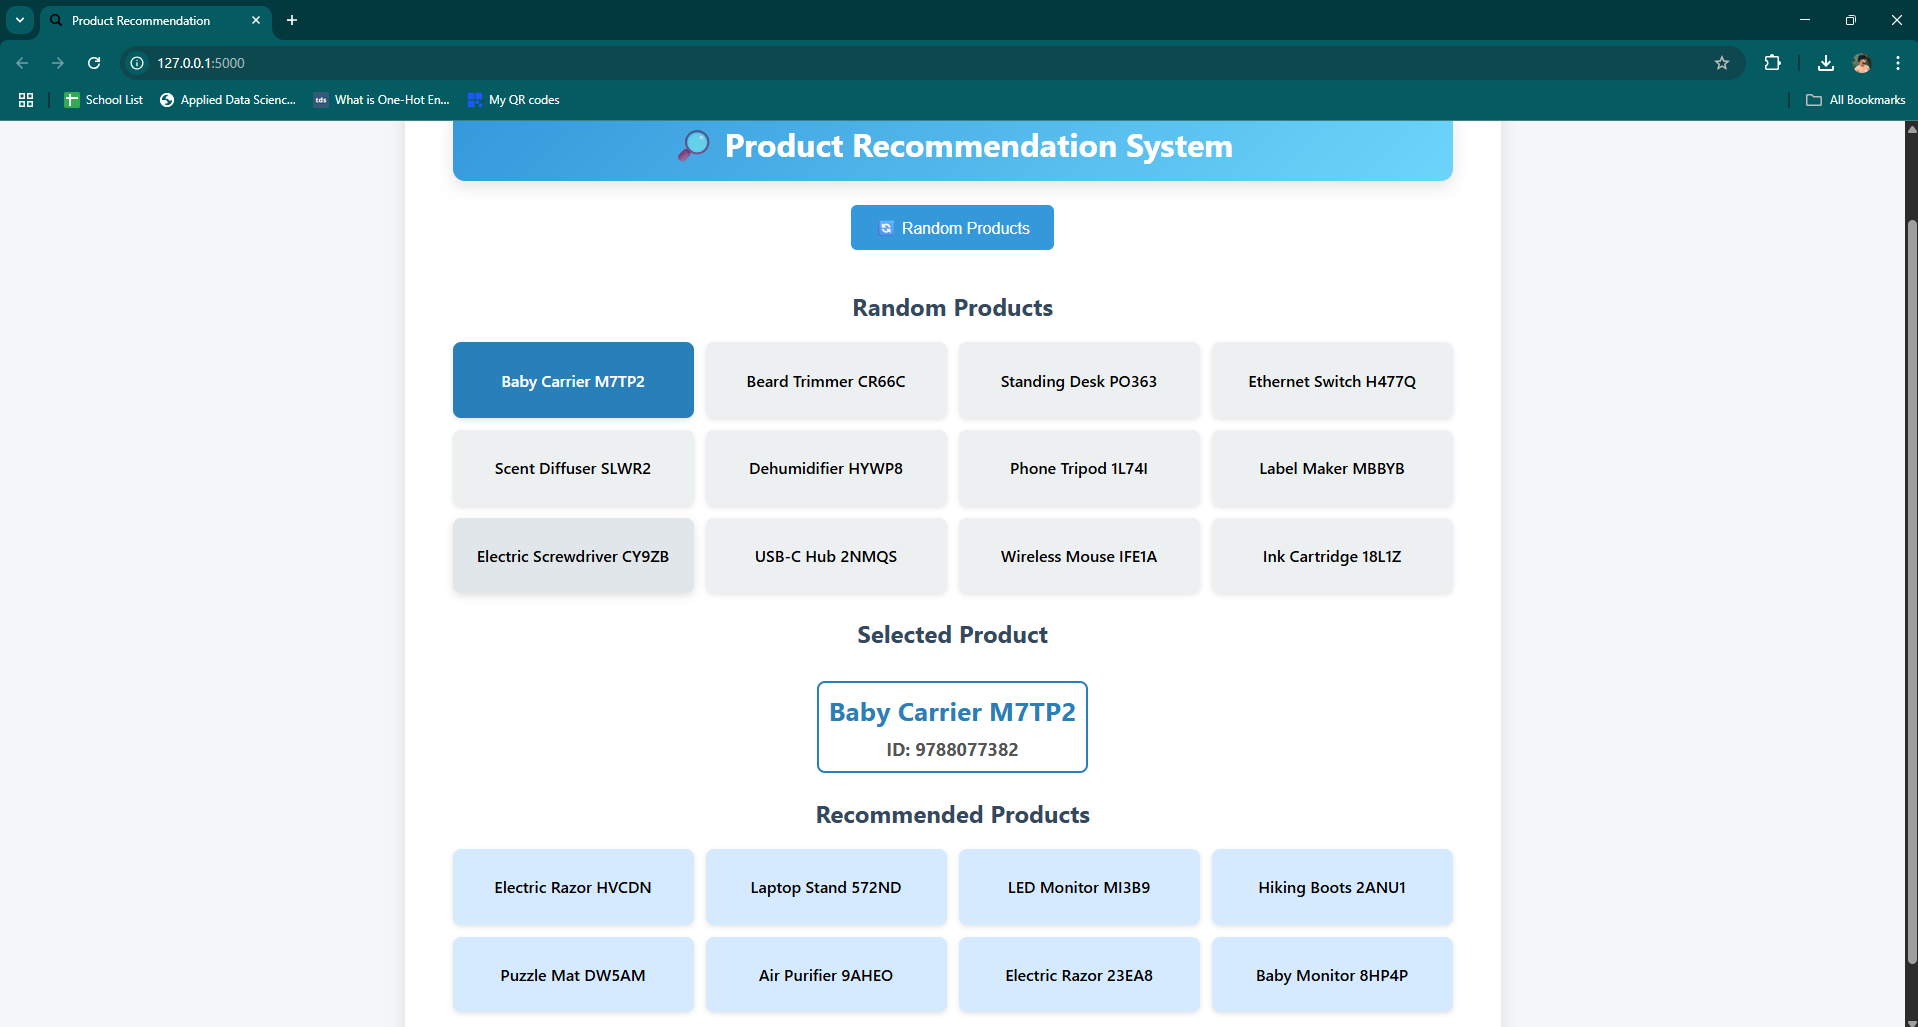 Product Recommendation
127.0.0.1:5000
School List
Applied Data Scienc...
tds
What is One-Hot En...
My QR codes
All Bookmarks
Product Recommendation System
Random Products
Random Products
Baby Carrier M7TP2
Beard Trimmer CR66C
Standing Desk PO363
Ethernet Switch H477Q
Scent Diffuser SLWR2
Dehumidifier HYWP8
Phone Tripod 1L74I
Label Maker MBBYB
Electric Screwdriver CY9ZB
USB-C Hub 2NMQS
Wireless Mouse IFE1A
Ink Cartridge 18L1Z
Selected Product
Baby Carrier M7TP2
ID: 9788077382
Recommended Products
Electric Razor HVCDN
Laptop Stand 572ND
LED Monitor MI3B9
Hiking Boots 2ANU1
Puzzle Mat DW5AM
Air Purifier 9AHEO
Electric Razor 23EA8
Baby Monitor 8HP4P